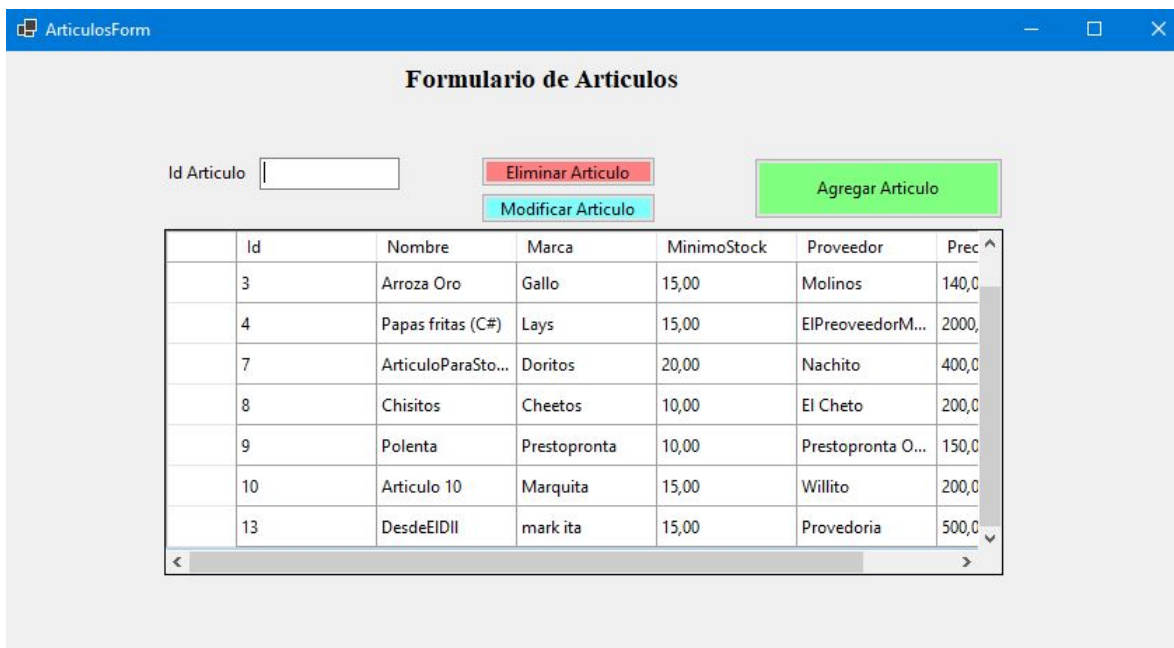 ArticulosForm
Formulario de Articulos
Id Articulo
Eliminar Articulo
Agregar Articulo
Modificar Articulo
Id Nombre Marca MinimoStock Proveedor Prec
3 Arroza Oro Gallo 15,00 Molinos 140,0
4 Papas fritas (C#) Lays 15,00 ElPreoveedorM... 2000,
7 ArticuloParaSto... Doritos 20,00 Nachito 400,0
8 Chisitos Cheetos 10,00 El Cheto 200,0
9 Polenta Prestopronta 10,00 Prestopronta O... 150,0
10 Articulo 10 Marquita 15,00 Willito 200,0
13 DesdeElDll mark ita 15,00 Provedoria 500,0